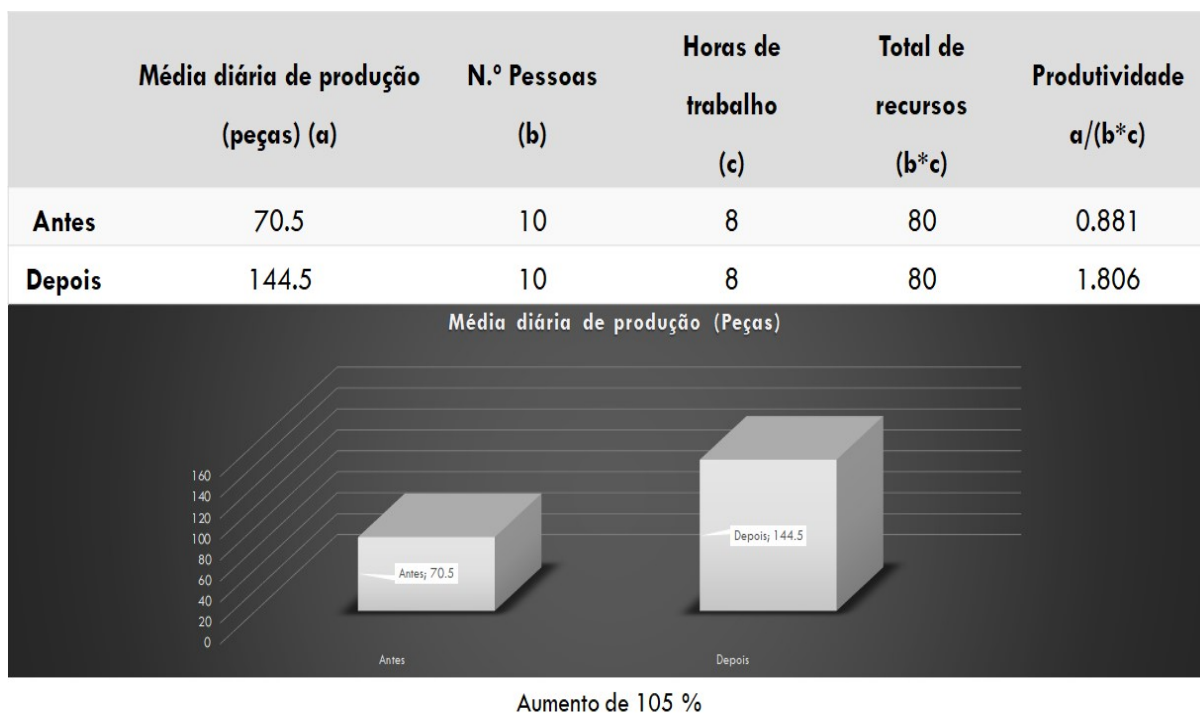 Média diária de produção (peças) (a)
N.º Pessoas (b)
Horas de trabalho (c)
Total de recursos (b*c)
Produtividade a/(b*c)
Antes 70.5 10 8 80 0.881
Depois 144.5 10 8 80 1.806
Média diária de produção (Peças)
160
140
120
100
80
60
40
20
0
Antes; 70.5
Depois; 144.5
Antes
Depois
Aumento de 105 %